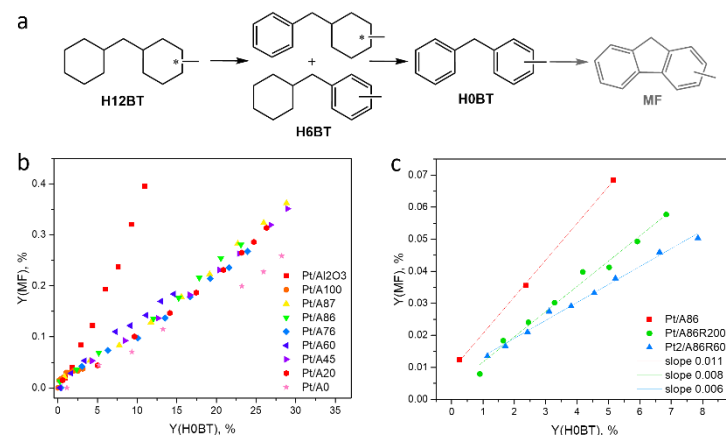 a
*
*
H12BT
+
H6BT
H0BT
MF
b
Y(MF), %
0.4
0.3
0.2
0.1
0.0
0
5
10
15
20
25
30
35
Y(H0BT), %
Pt/Al2O3
Pt/A100
Pt/A87
Pt/A86
Pt/A76
Pt/A60
Pt/A45
Pt/A20
Pt/A0
c
Y(MF), %
0.07
0.06
0.05
0.04
0.03
0.02
0.01
0.00
0
1
2
3
4
5
6
7
8
Y(H0BT), %
Pt/A86
Pt/A86R200
Pt2/A86R60
slope 0.011
slope 0.008
slope 0.006